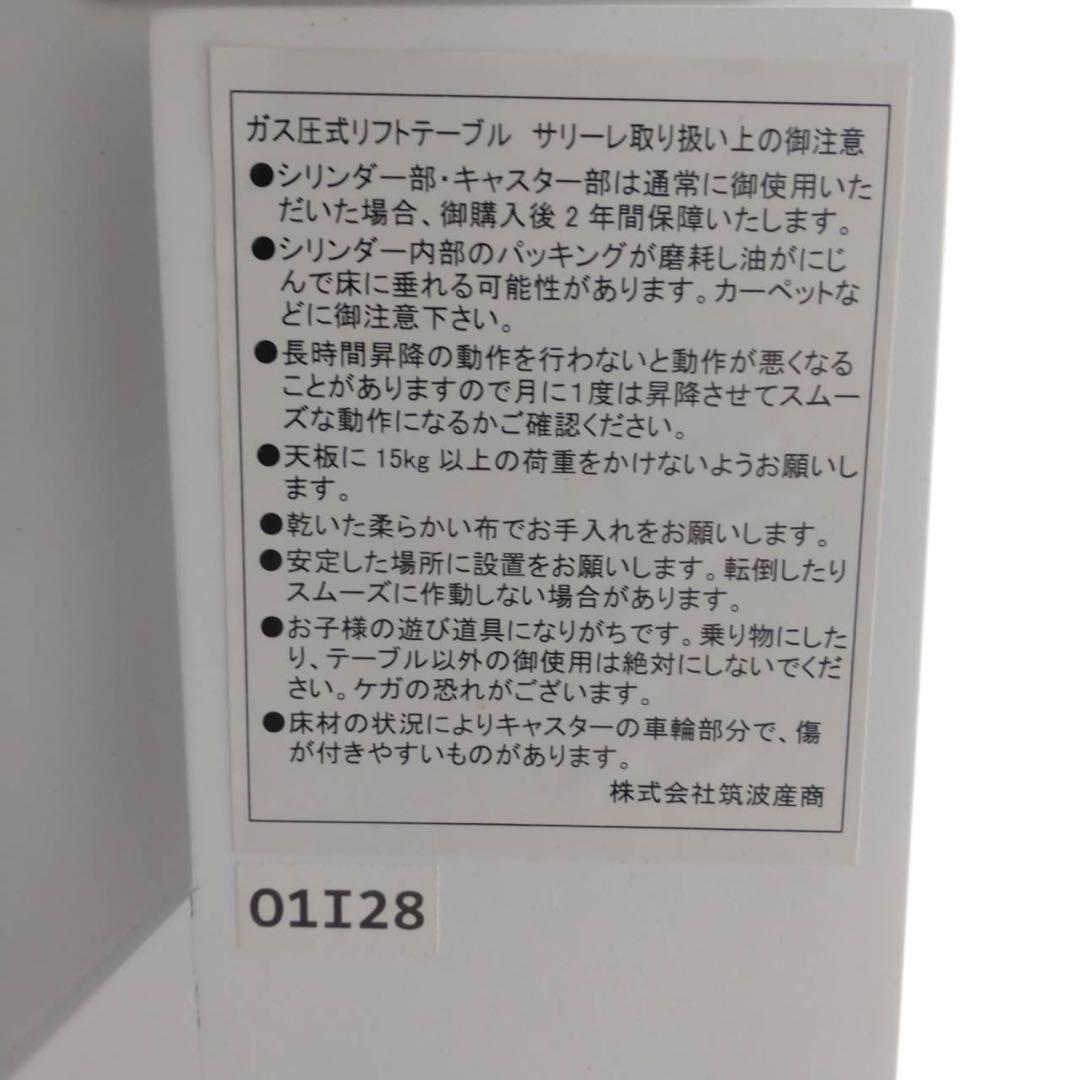 ガス圧式リフトテーブル サリーレ取り扱い上の御注意
●シリンダー部・キャスター部は通常に御使用いた
だいた場合、御購入後2年間保障いたします。
●シリンダー内部のパッキングが磨耗し油がにじ
んで床に垂れる可能性があります。カーペットな
どに御注意下さい。
●長時間昇降の動作を行わないと動作が悪くなる
ことがありますので月に1度は昇降させてスムー
ズな動作になるかご確認ください。
●天板に15kg以上の荷重をかけないようお願いし
ます。
●乾いた柔らかい布でお手入れをお願いします。
●安定した場所に設置をお願いします。転倒したり
スムーズに作動しない場合があります。
●お子様の遊び道具になりがちです。乗り物にした
り、テーブル以外の御使用は絶対にしないでくだ
さい。ケガの恐れがございます。
●床材の状況によりキャスターの車輪部分で、傷
が付きやすいものがあります。
株式会社筑波産商
01I28